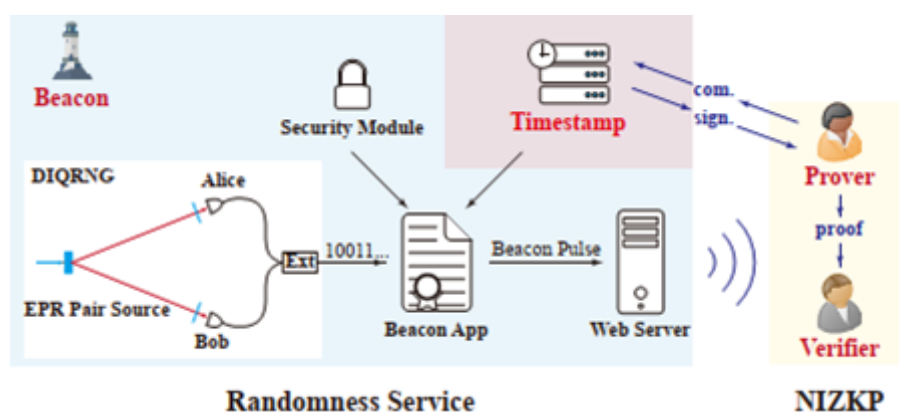 Beacon
Security Module
Timestamp
com.
sign.
Prover
proof
Verifier
DIQRNG
Alice
EPR Pair Source
Bob
Ext
10011...
Beacon App
Beacon Pulse
Web Server
Randomness Service
NIZKP